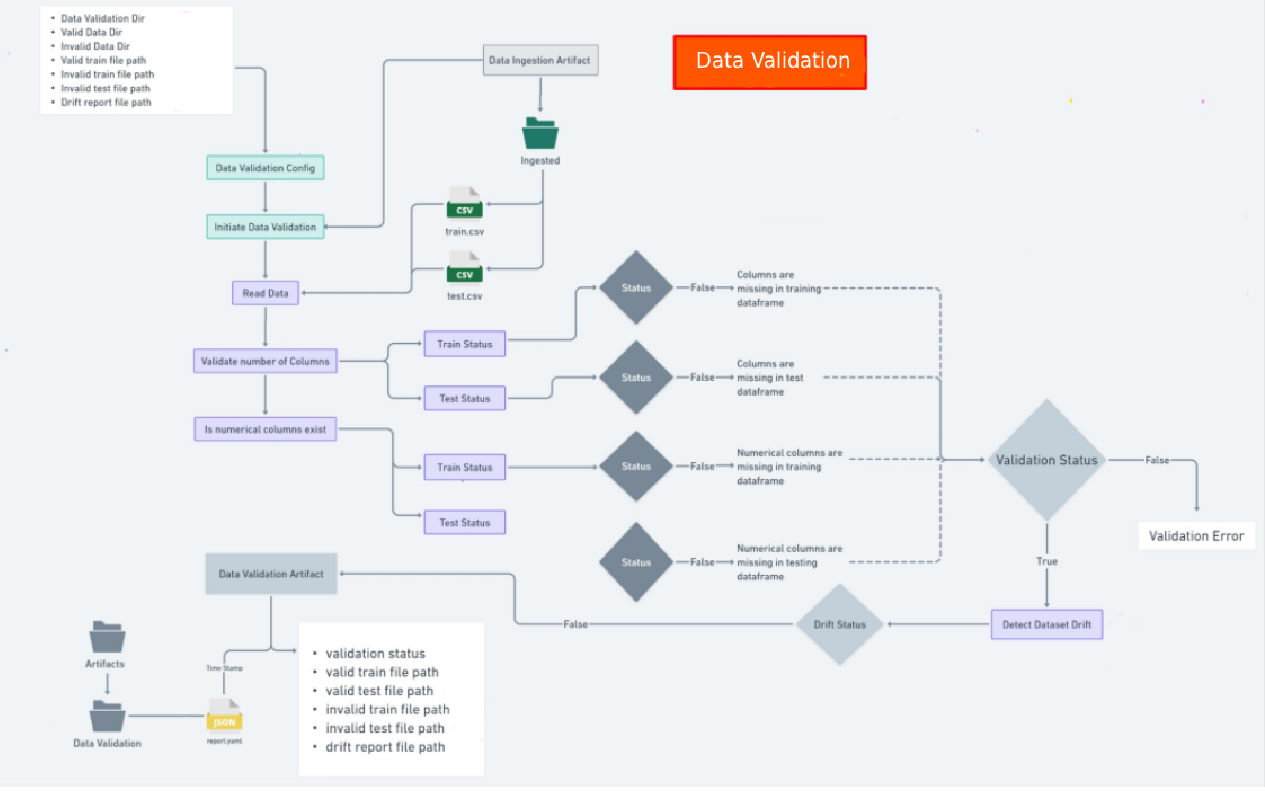 Data Validation Dir
Valid Data Dir
Invalid Data Dir
Valid train file path
Invalid train file path
Invalid test file path
Drift report file path
Data Ingestion Artifact
Data Validation
Ingested
Data Validation Config
Initiate Data Validation
CSV
train.csv
CSV
test.csv
Read Data
Validate number of Columns
Train Status
Test Status
Is numerical columns exist
Train Status
Test Status
Status
False
Columns are
missing in training
dataframe
Status
False
Columns are
missing in test
dataframe
Status
False
Numerical columns are
missing in training
dataframe
Status
False
Numerical columns are
missing in testing
dataframe
Validation Status
False
Validation Error
True
Detect Dataset Drift
Drift Status
False
Data Validation Artifact
Artifacts
Time Stamp
Data Validation
JSON
report.yaml
validation status
valid train file path
valid test file path
invalid train file path
invalid test file path
drift report file path